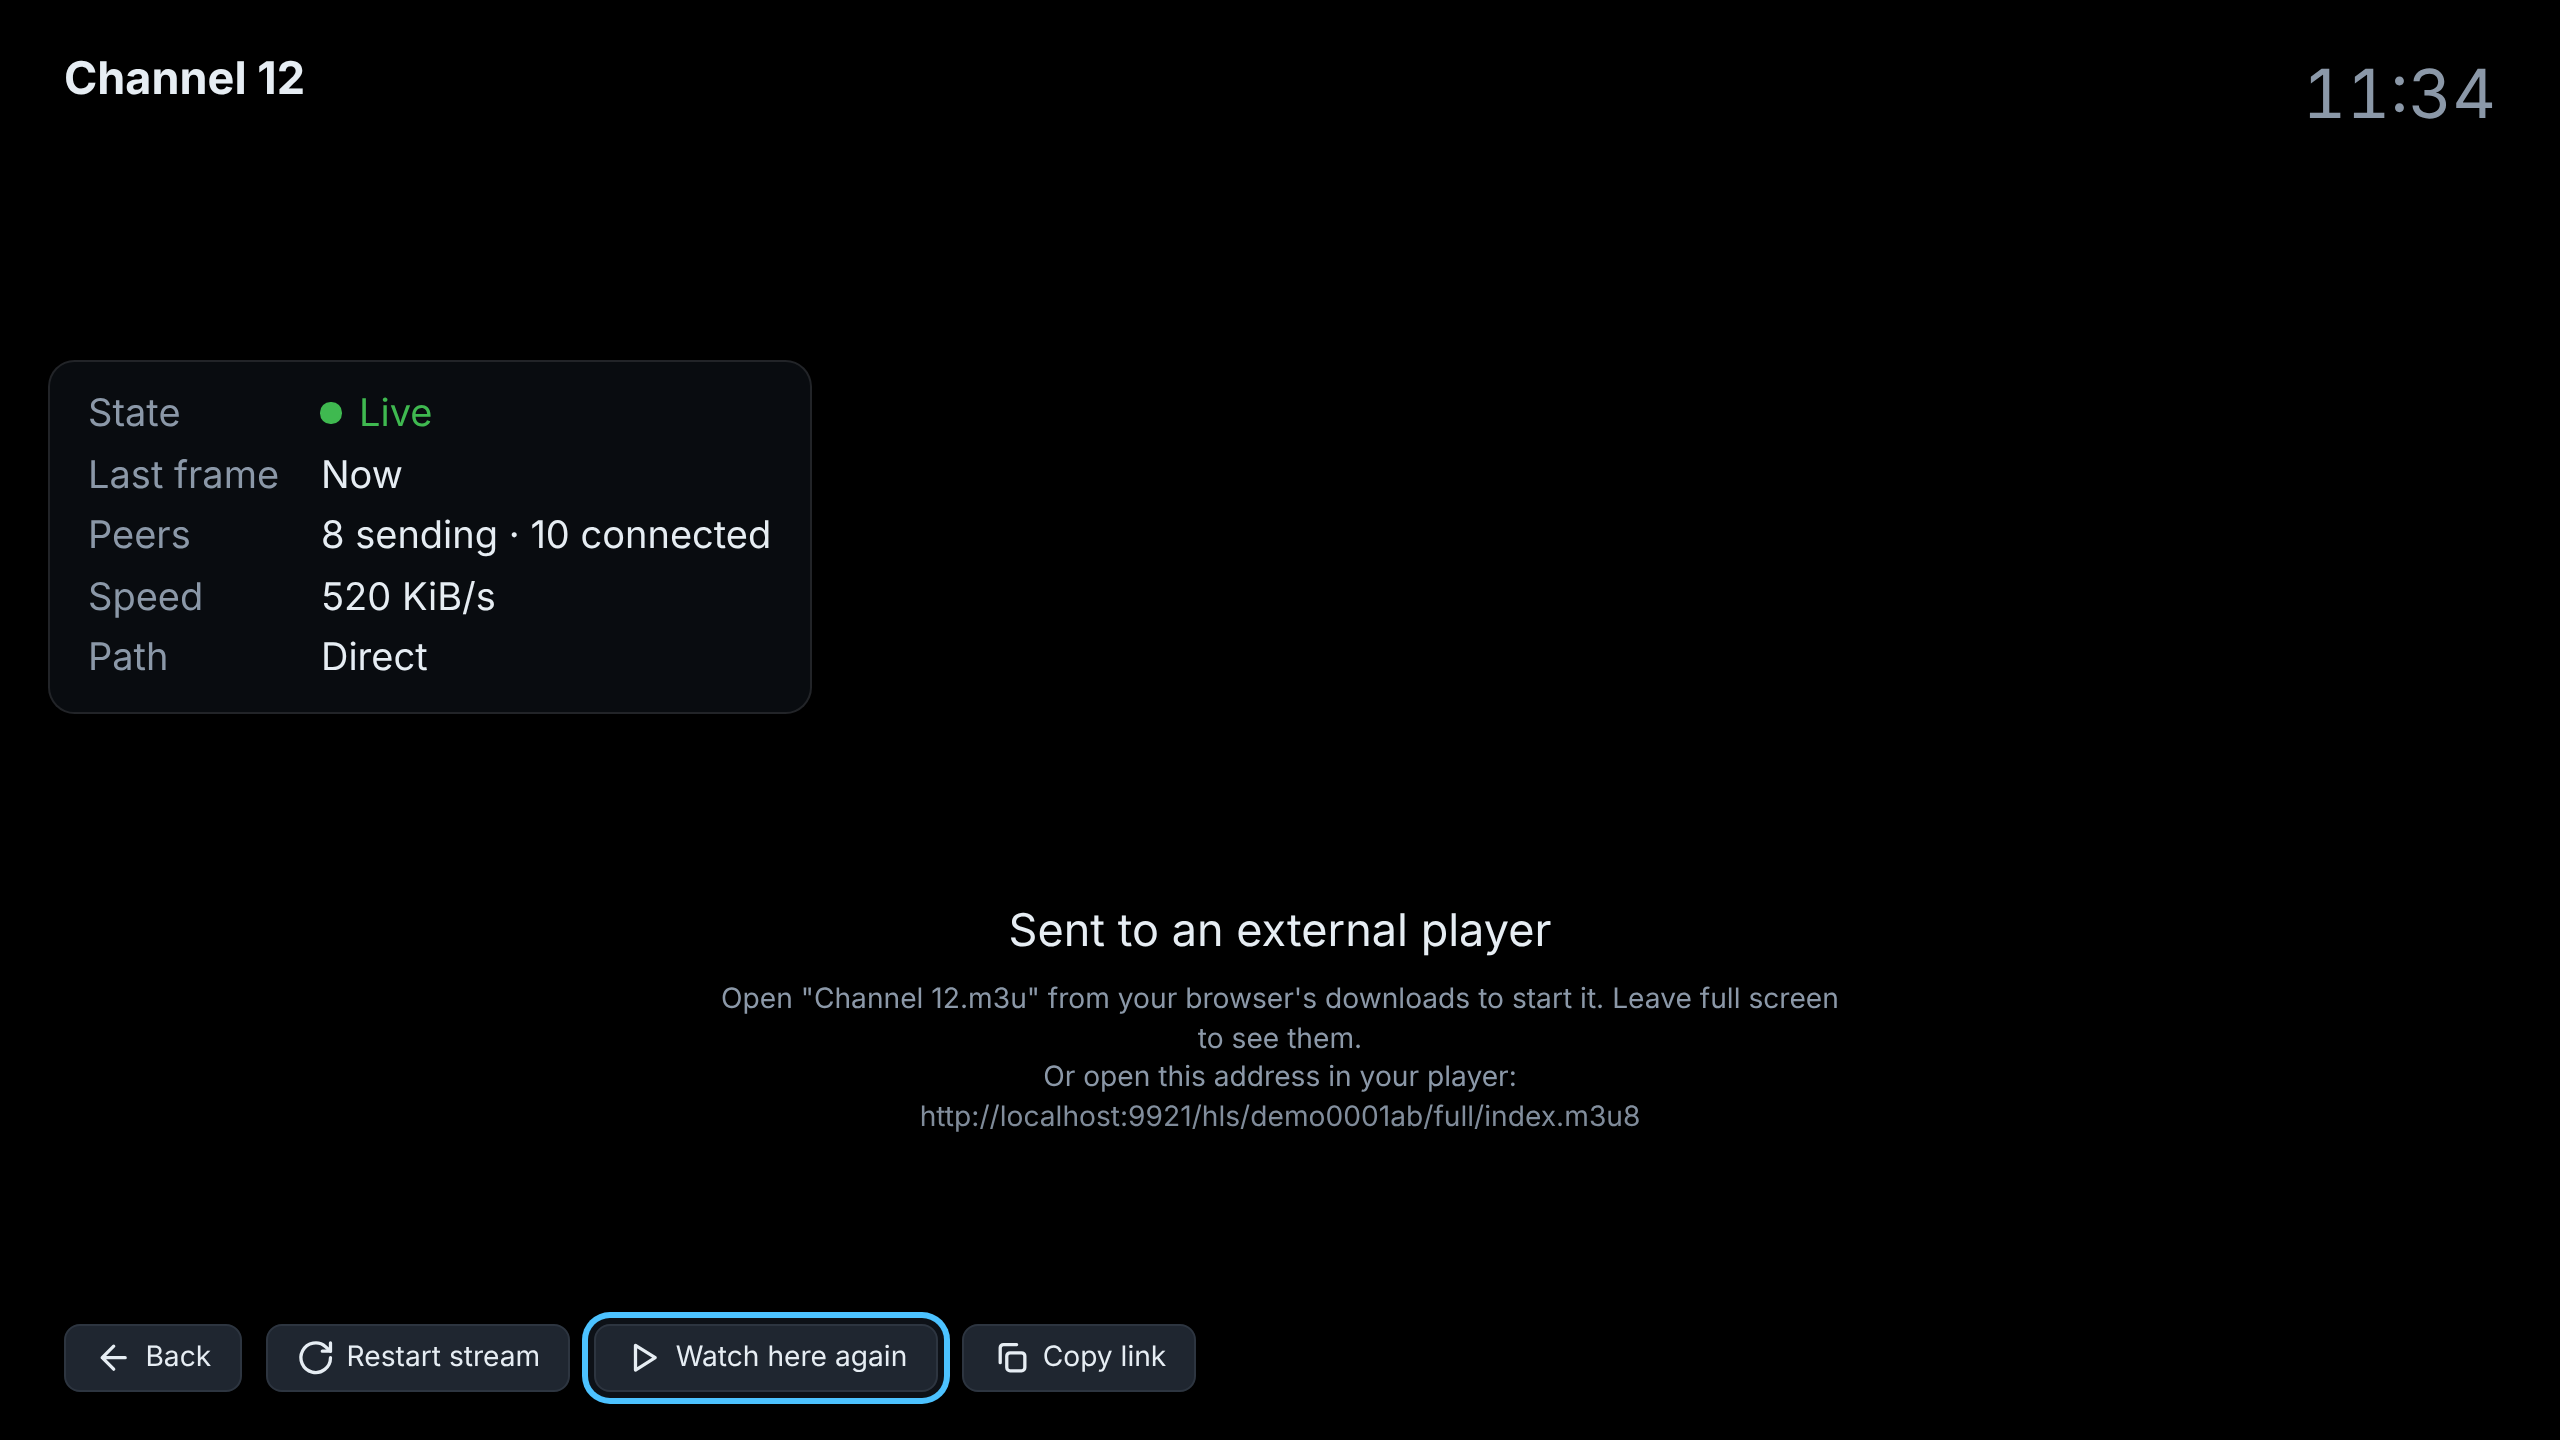 Channel 12
11:34
State Live
Last frame Now
Peers 8 sending · 10 connected
Speed 520 KiB/s
Path Direct
Sent to an external player
Open "Channel 12.m3u" from your browser's downloads to start it. Leave full screen
to see them.
Or open this address in your player:
http://localhost:9921/hls/demo0001ab/full/index.m3u8
Back Restart stream Watch here again Copy link